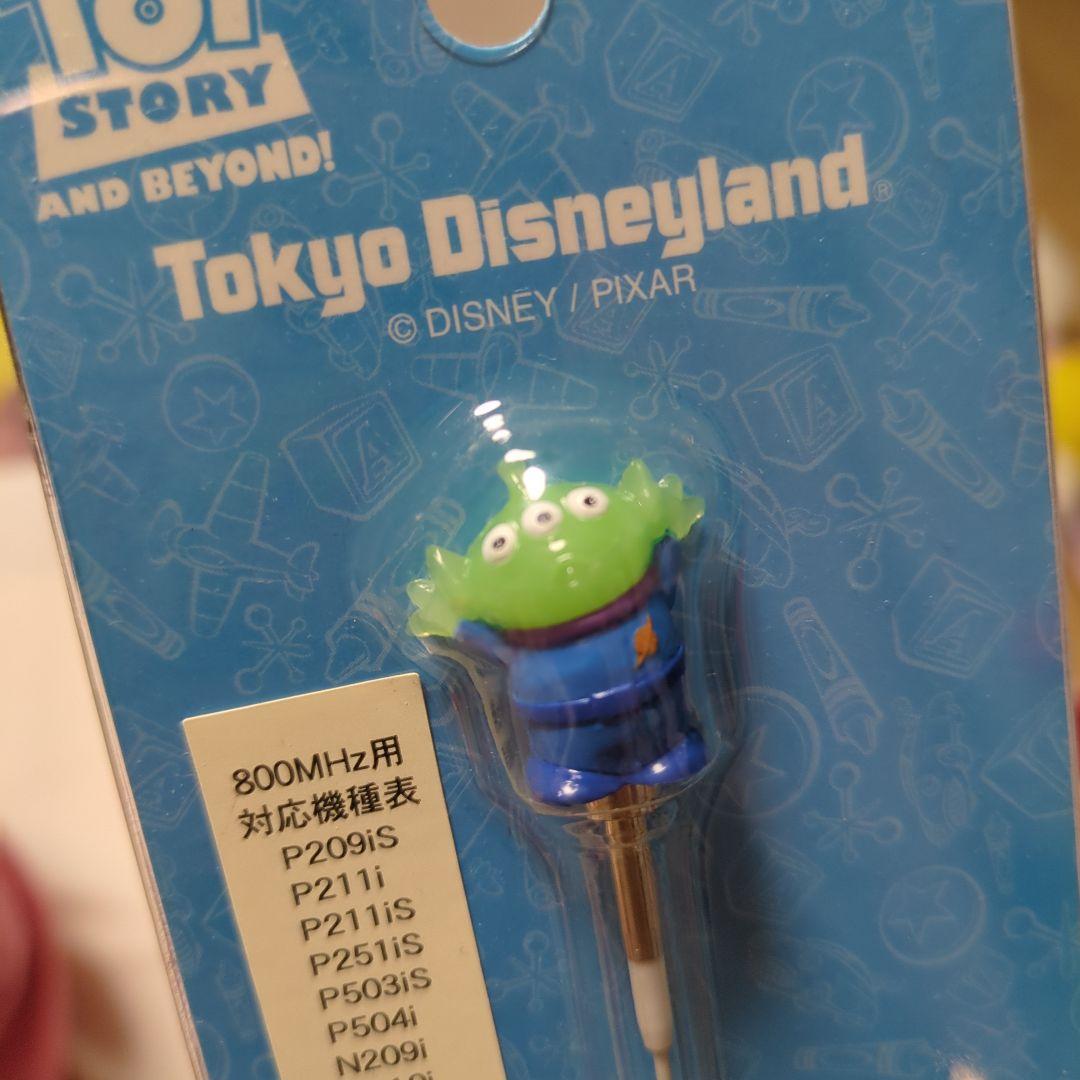 TOY
STORY
AND BEYOND!
Tokyo Disneyland®
© DISNEY / PIXAR
800MHz用
対応機種表
P209iS
P211i
P211iS
P251iS
P503iS
P504i
N209i